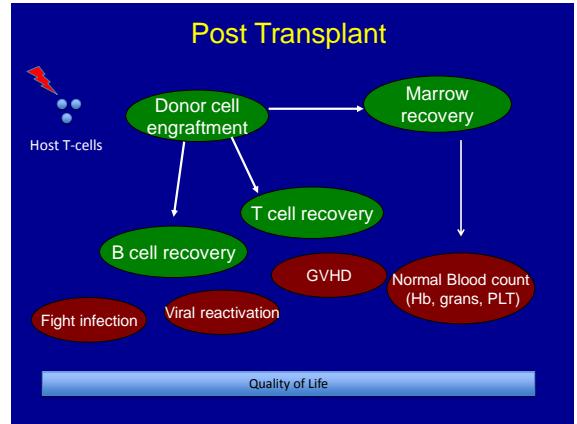 Post Transplant
Host T-cells
Donor cell
engraftment
Marrow
recovery
T cell recovery
B cell recovery
GVHD
Normal Blood count
(Hb, grans, PLT)
Viral reactivation
Fight infection
Quality of Life